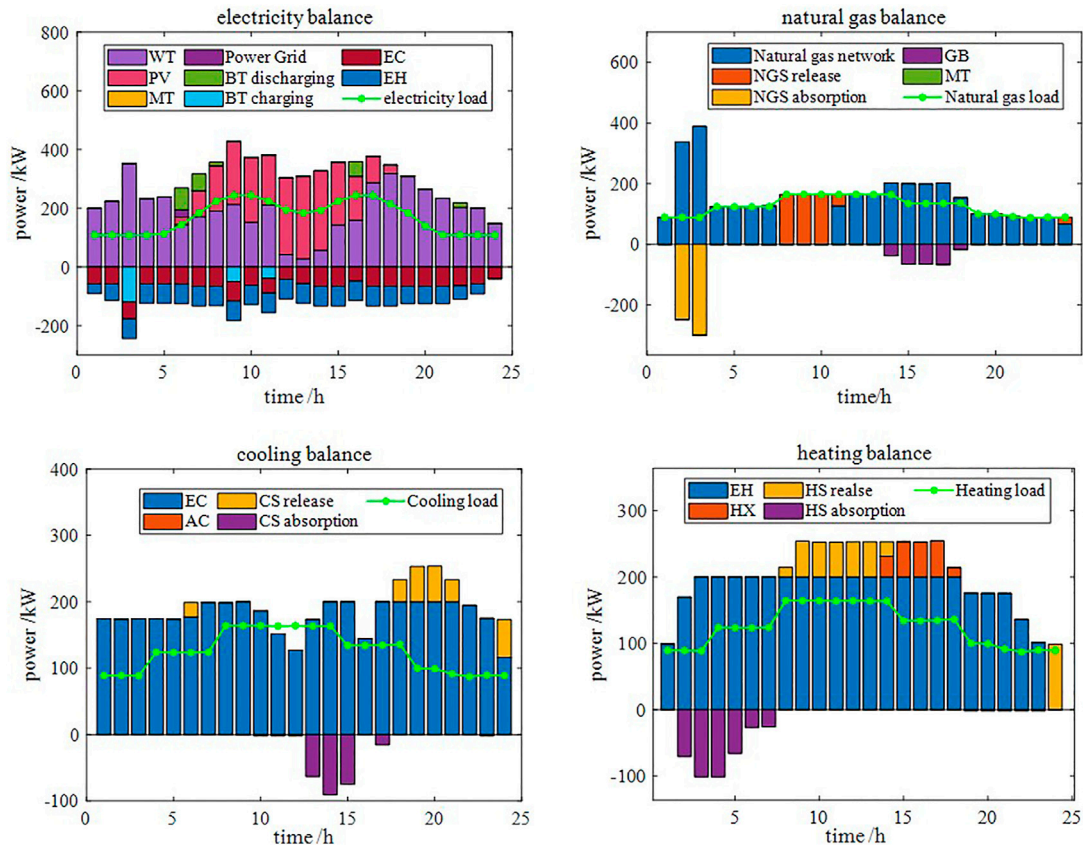 electricity balance
WT Power Grid EC
PV BT discharging EH
MT BT charging electricity load
800
600
400
200
0
-200
power /kW
0 5 10 15 20 25
time /h
natural gas balance
Natural gas network GB
NGS release MT
NGS absorption Natural gas load
800
600
400
200
0
-200
power /kW
0 5 10 15 20 25
time/h
cooling balance
EC CS release Cooling load
AC CS absorption
400
300
200
100
0
-100
power /kW
0 5 10 15 20 25
time /h
heating balance
EH HS realse Heating load
HX HS absorption
300
200
100
0
-100
power /kW
5 10 15 20 25
time /h